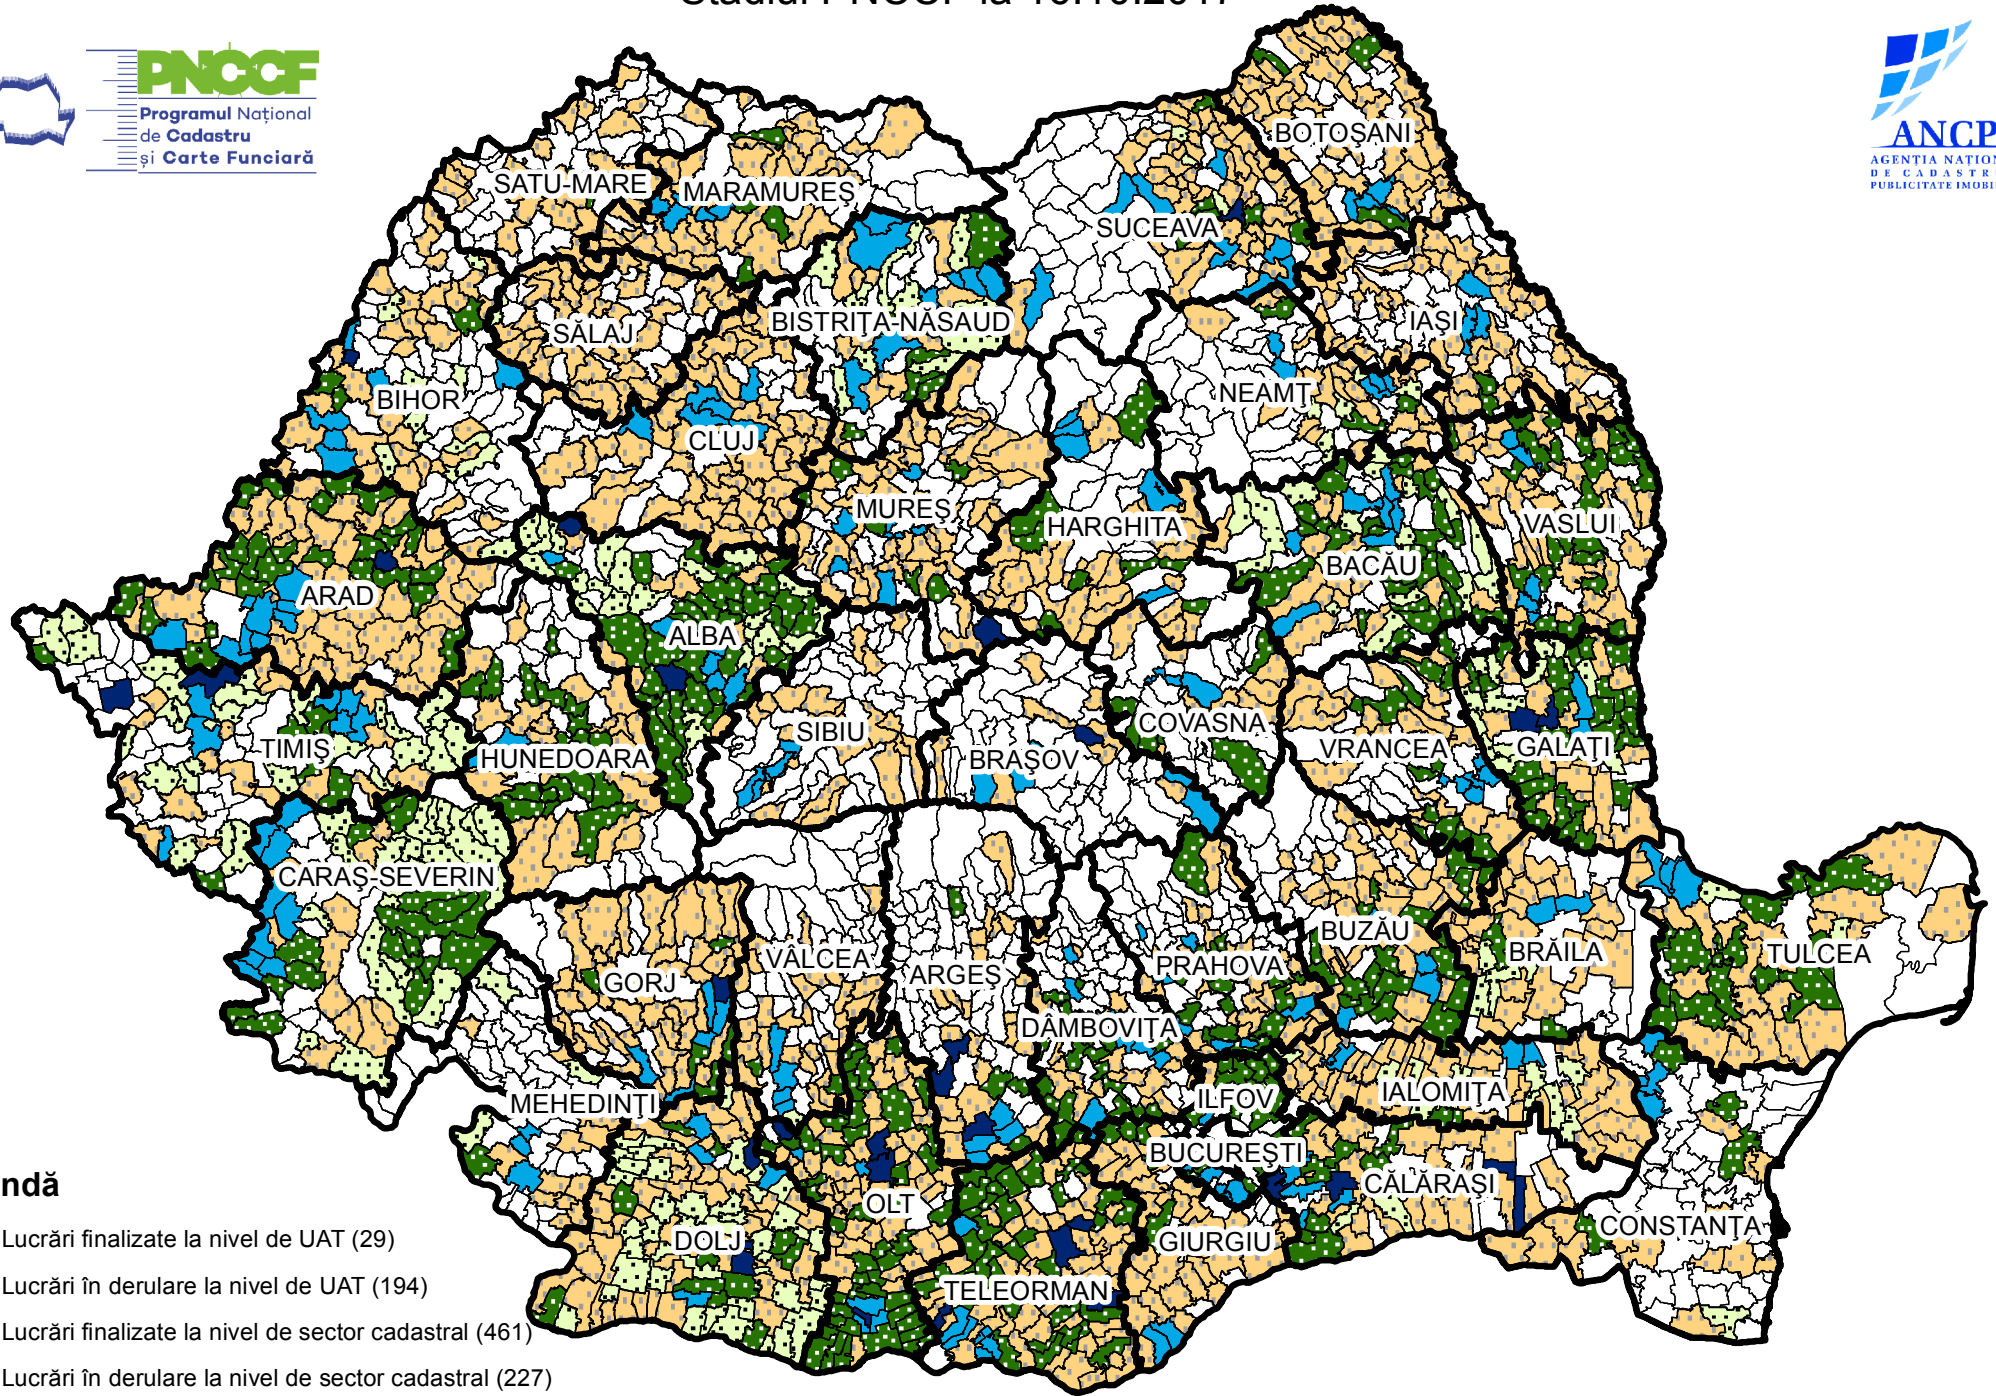 PNCCF
Programul Național
de Cadastru
și Carte Funciară
AGENȚIA
DE CADASTR
PUBLICITATE
BOTOȘANI
SATU-MARE
MARAMUREȘ
SUCEAVA
BISTRIȚA-NĂSAUD
SĂLAJ
IAȘI
BIHOR
NEAMȚ
CLUJ
MUREȘ
HARGHITA
VASLUI
BACĂU
ARAD
ALBA
SIBIU
COVASNA
TIMIȘ
HUNEDOARA
BRAȘOV
VRANCEA
GALAȚI
CARAȘ-SEVERIN
GORJ
VÂLCEA
ARGEȘ
PRAHOVA
BUZĂU
BRĂILA
TULCEA
DÂMBOVIȚA
MEHEDINȚI
ILFOV
IALOMIȚA
BUCUREȘTI
CĂLĂRAȘI
OLT
CONSTANȚA
DOLJ
GIURGIU
TELEORMAN
ndă
Lucrări finalizate la nivel de UAT (29)
Lucrări în derulare la nivel de UAT (194)
Lucrări finalizate la nivel de sector cadastral (461)
Lucrări în derulare la nivel de sector cadastral (227)